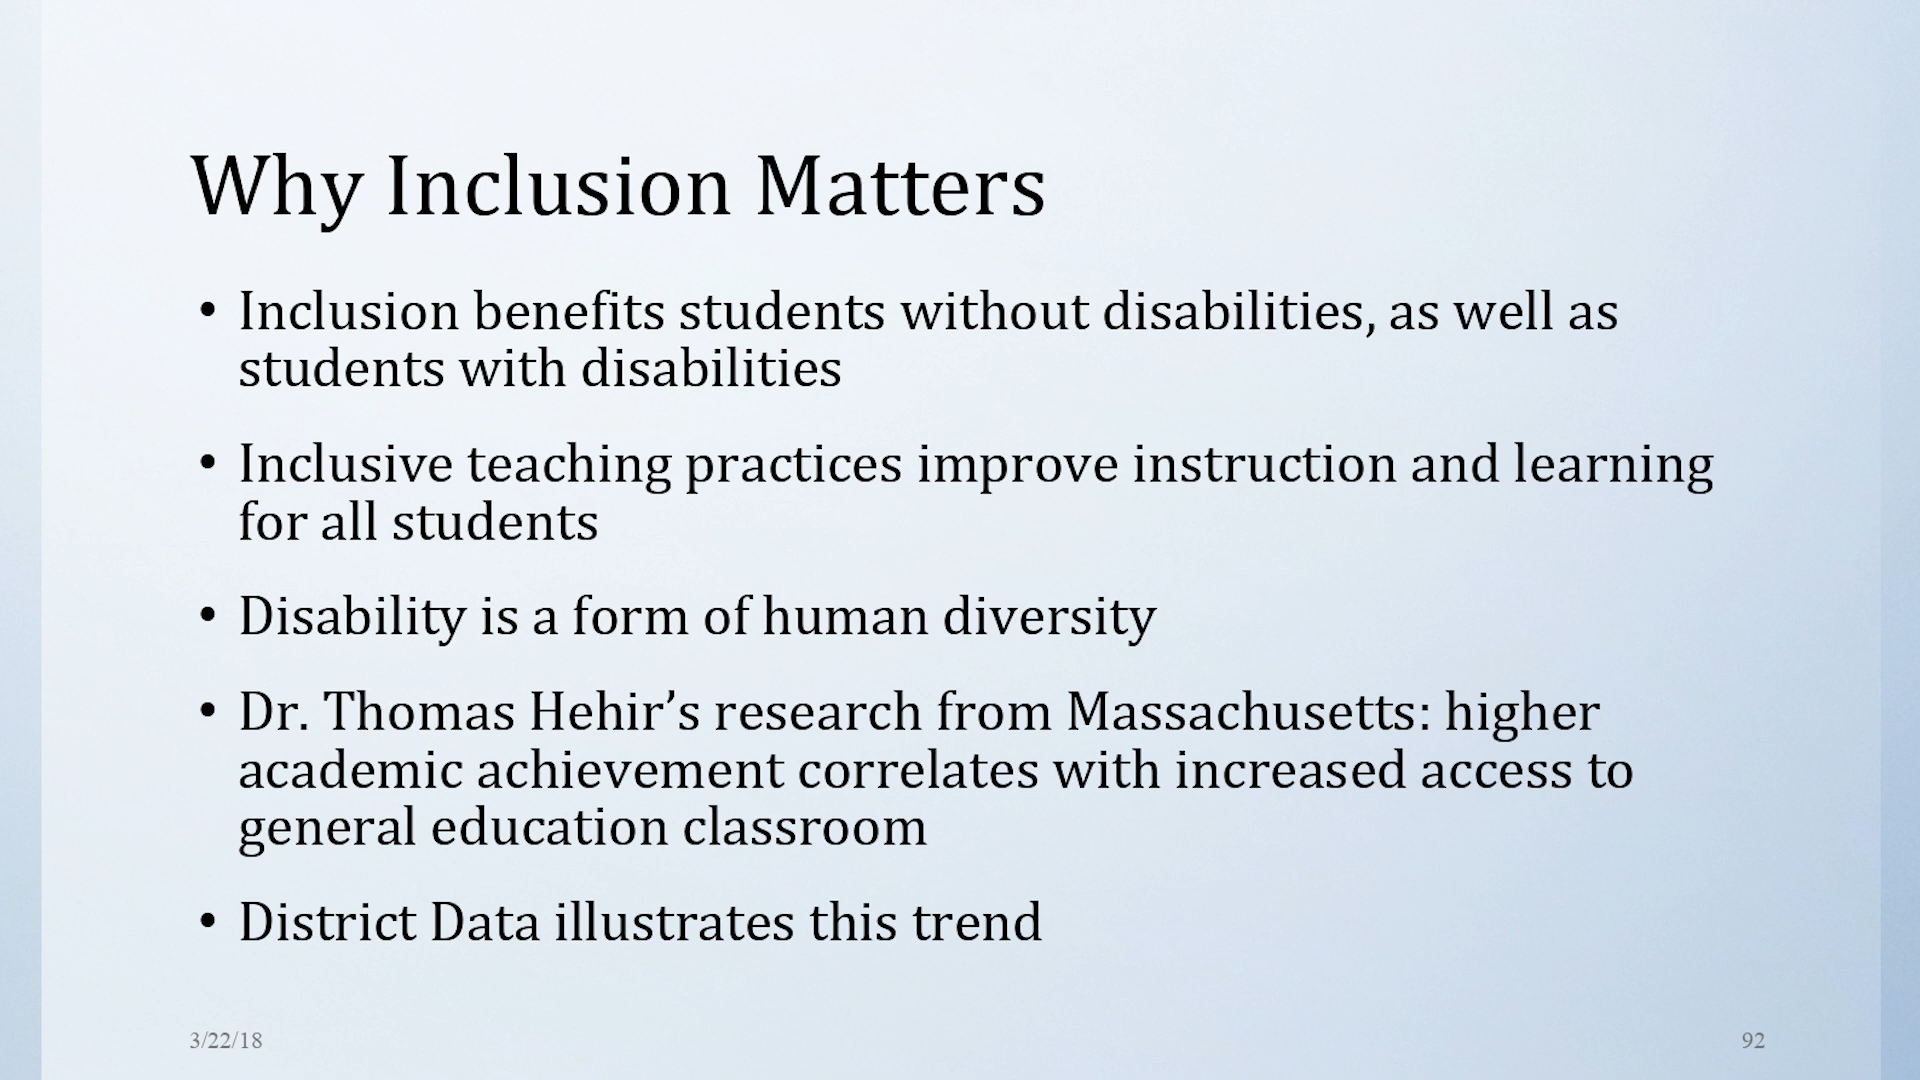 Why Inclusion Matters
• Inclusion benefits students without disabilities, as well as
students with disabilities
• Inclusive teaching practices improve instruction and learning
for all students
• Disability is a form of human diversity
• Dr. Thomas Hehir’s research from Massachusetts: higher
academic achievement correlates with increased access to
general education classroom
• District Data illustrates this trend
3/22/18
92